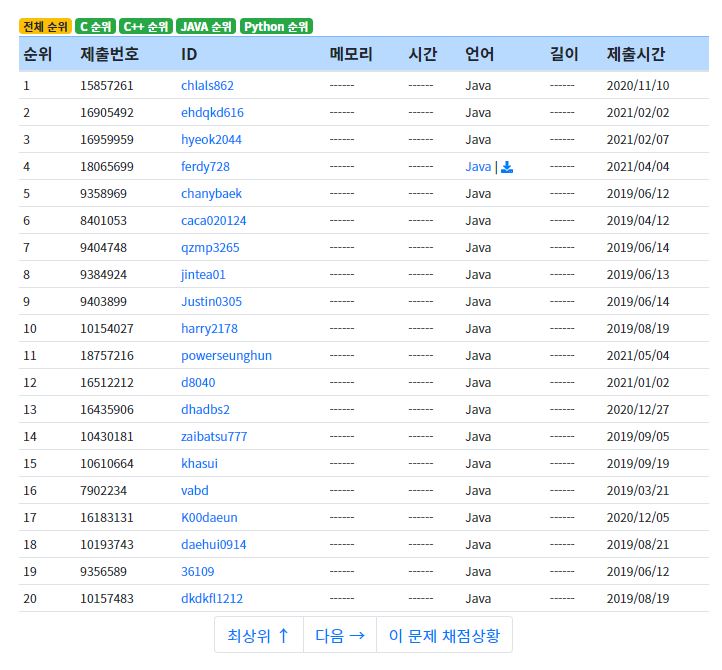 전체 순위 C 순위 C++ 순위 JAVA 순위 Python 순위
순위 제출번호 ID 메모리 시간 언어 길이 제출시간
1 15857261 chlals862 ------ ------ Java ------ 2020/11/10
2 16905492 ehdqkd616 ------ ------ Java ------ 2021/02/02
3 16959959 hyeok2044 ------ ------ Java ------ 2021/02/07
4 18065699 ferdy728 ------ ------ Java | ------ 2021/04/04
5 9358969 chanybaek ------ ------ Java ------ 2019/06/12
6 8401053 caca020124 ------ ------ Java ------ 2019/04/12
7 9404748 qzmp3265 ------ ------ Java ------ 2019/06/14
8 9384924 jintea01 ------ ------ Java ------ 2019/06/13
9 9403899 Justin0305 ------ ------ Java ------ 2019/06/14
10 10154027 harry2178 ------ ------ Java ------ 2019/08/19
11 18757216 powerseunghun ------ ------ Java ------ 2021/05/04
12 16512212 d8040 ------ ------ Java ------ 2021/01/02
13 16435906 dhadbs2 ------ ------ Java ------ 2020/12/27
14 10430181 zaibatsu777 ------ ------ Java ------ 2019/09/05
15 10610664 khasui ------ ------ Java ------ 2019/09/19
16 7902234 vabd ------ ------ Java ------ 2019/03/21
17 16183131 K00daeun ------ ------ Java ------ 2020/12/05
18 10193743 daehui0914 ------ ------ Java ------ 2019/08/21
19 9356589 36109 ------ ------ Java ------ 2019/06/12
20 10157483 dkdkfl1212 ------ ------ Java ------ 2019/08/19
최상위 ↑ 다음 → 이 문제 채점상황